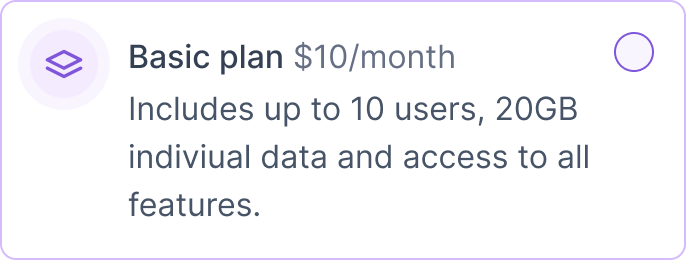 Basic plan $10/month
Includes up to 10 users, 20GB
indiviual data and access to all
features.